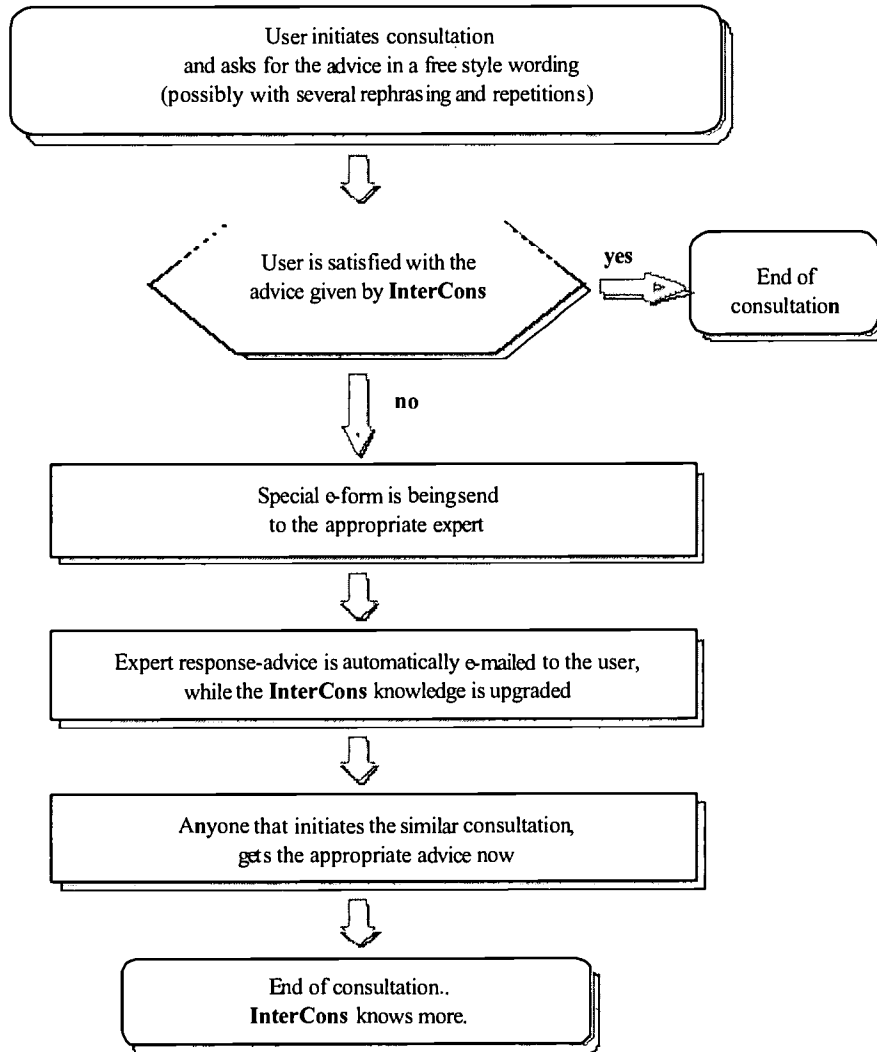 User initiates consultation
and asks for the advice in a free style wording
(possibly with several rephrasing and repetitions)
User is satisfied with the
advice given by InterCons
yes
End of
consultation
no
Special e-form is beingsend
to the appropriate expert
Expert response-advice is automatically e-mailed to the user,
while the InterCons knowledge is upgraded
Anyone that initiates the similar consultation,
gets the appropriate advice now
End of consultation..
InterCons knows more.